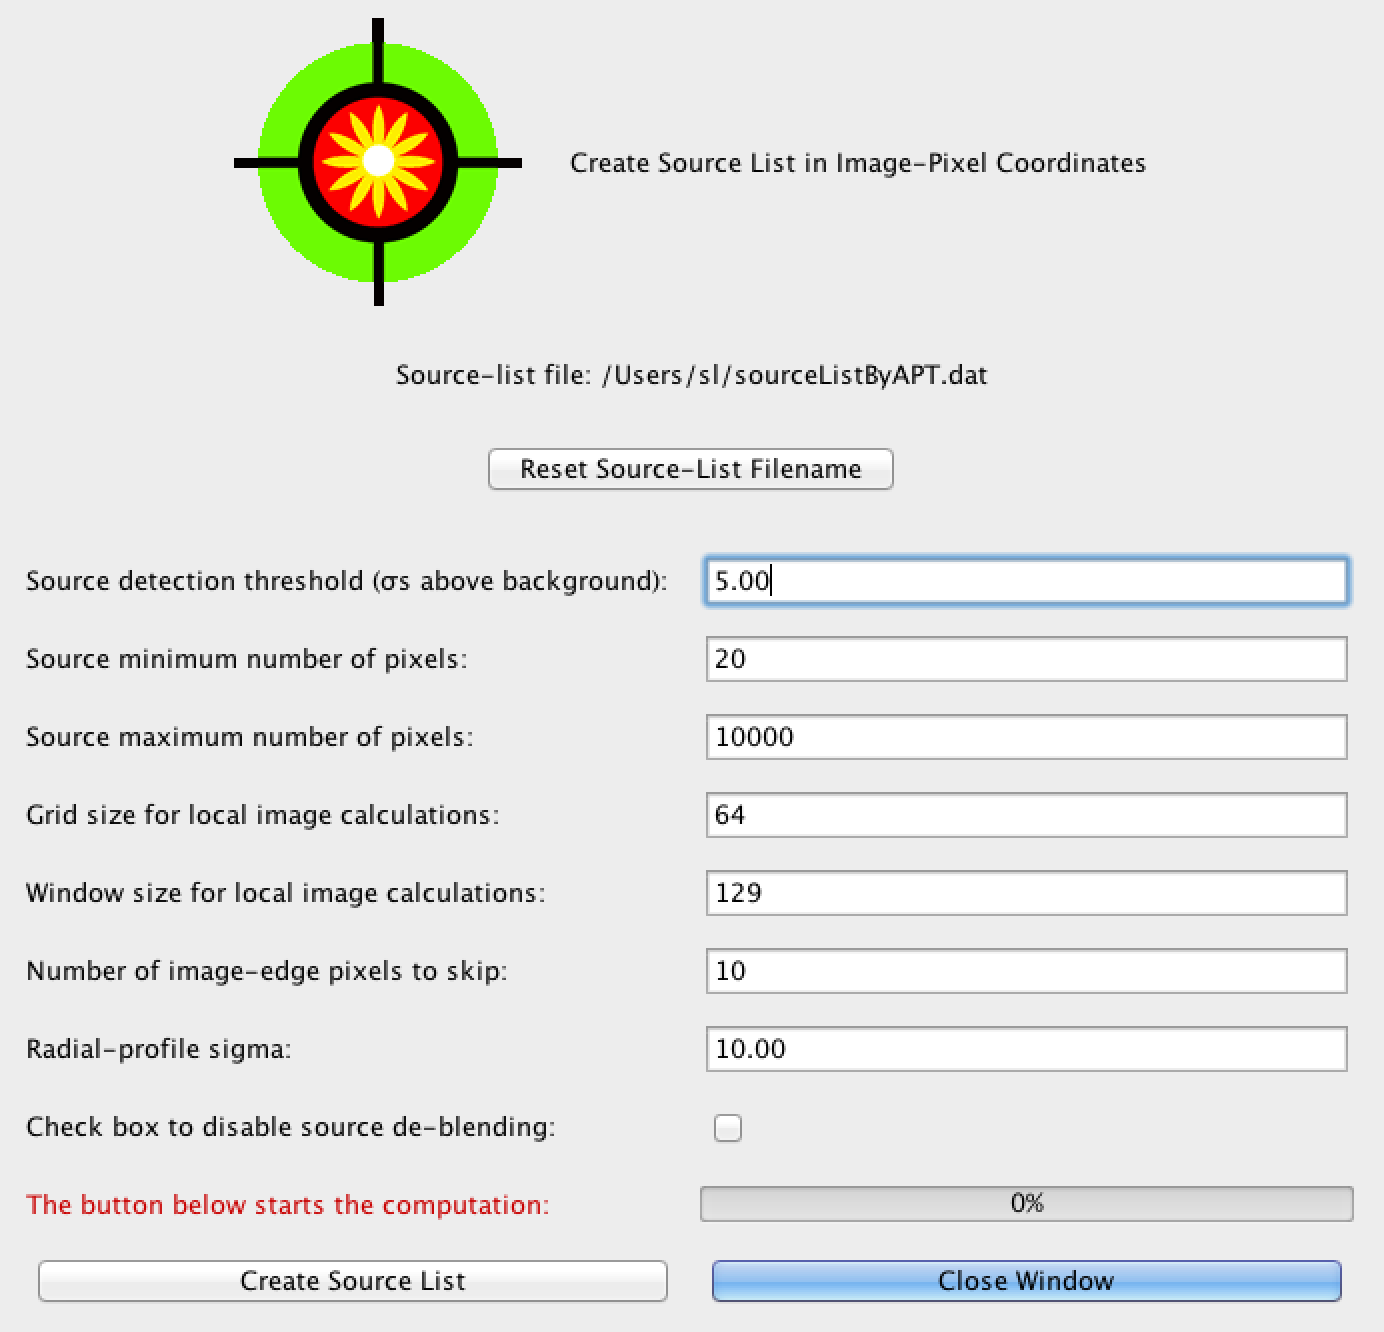 Create Source List in Image-Pixel Coordinates
Source-list file: /Users/sl/sourceListByAPT.dat
Reset Source-List Filename
Source detection threshold (σs above background): 5.00
Source minimum number of pixels: 20
Source maximum number of pixels: 10000
Grid size for local image calculations: 64
Window size for local image calculations: 129
Number of image-edge pixels to skip: 10
Radial-profile sigma: 10.00
Check box to disable source de-blending:
The button below starts the computation: 0%
Create Source List Close Window